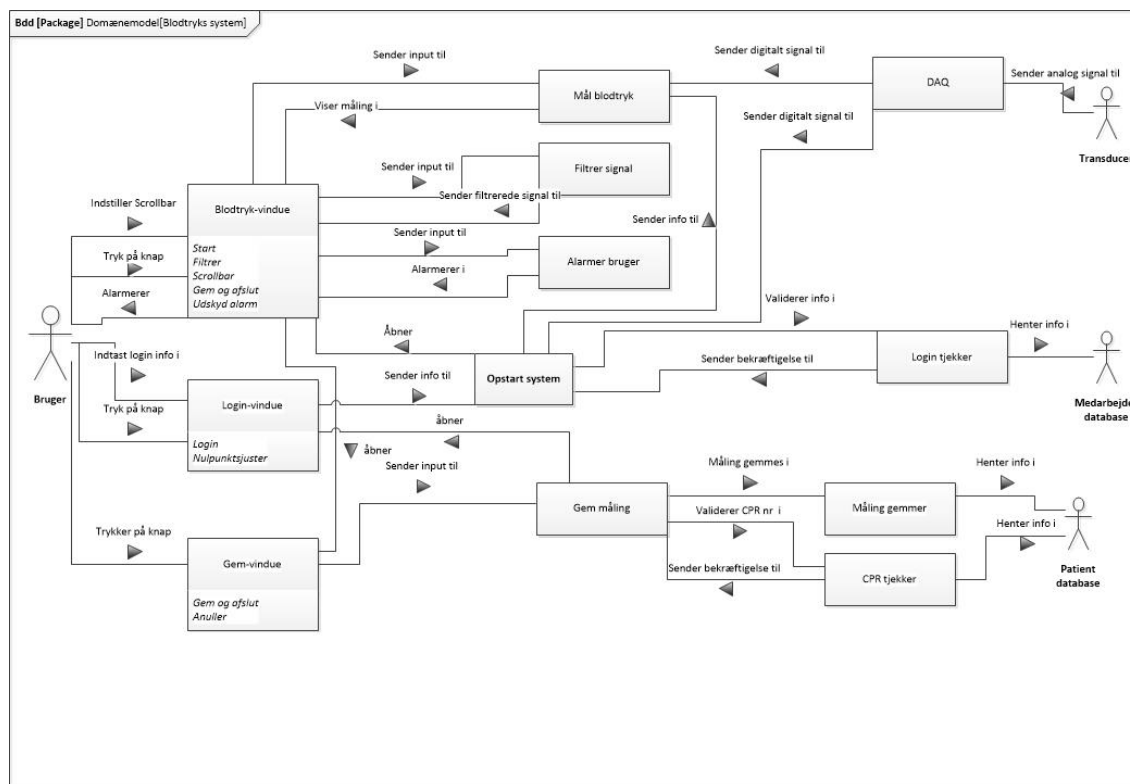 Bdd [Package] Domænemodel[Blodtryks system]
Sender input til
Sender digitalt signal til
Mål blodtryk
DAQ
Sender analog signal til
Viser måling i
Sender digitalt signal til
Transducer
Sender input til
Filtrer signal
Sender filtrerede signal til
Indstiller Scrollbar
Blodtryk-vindue
Start
Filtrer
Scrollbar
Gem og afslut
Udskyd alarm
Sender info til
Sender input til
Tryk på knap
Alarmer bruger
Alarmerer i
Alarmerer
Validerer info i
Åbner
Henter info i
Indtast login info i
Sender bekræftigelse til
Login tjekker
Opstart system
Sender info til
Bruger
Login-vindue
Login
Nulpunktsjuster
Tryk på knap
Medarbejde
database
åbner
åbner
Sender input til
Måling gemmes i
Henter info i
Gem måling
Måling gemmer
Validerer CPR nr i
Henter info i
Trykker på knap
Gem-vindue
Gem og afslut
Anuller
Sender bekræftigelse til
CPR tjekker
Patient
database